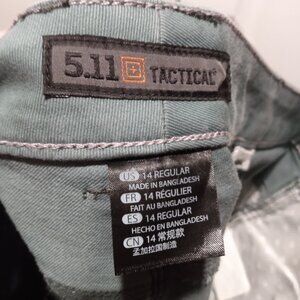 5.11 TACTICAL®
US 14 REGULAR
MADE IN BANGLADESH
FR 14 RÉGULIER
FAIT AU BANGLADESH
ES 14 REGULAR
HECHO EN BANGLADESH
CN 14 常规款
孟加拉国制造